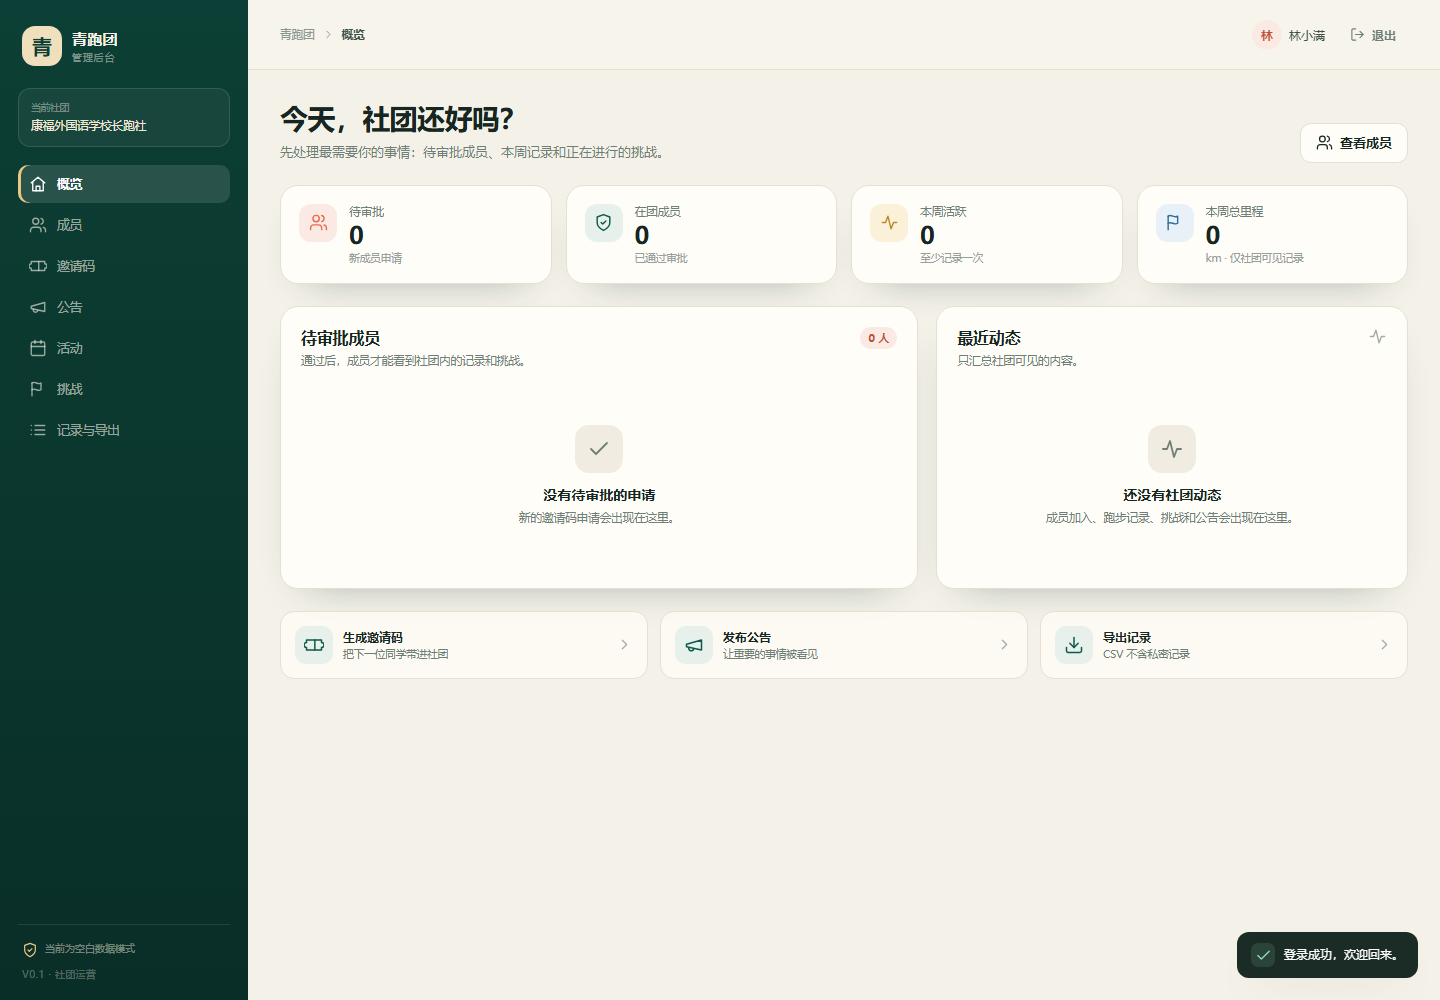 青
青跑团
管理后台
当前社团
康福外国语学校长跑社
概览
成员
邀请码
公告
活动
挑战
记录与导出
当前为空白数据模式
V0.1 · 社团运营
青跑团 > 概览
林 林小满
退出
今天，社团还好吗？
先处理最需要你的事情：待审批成员、本周记录和正在进行的挑战。
查看成员
待审批
0
新成员申请
在团成员
0
已通过审批
本周活跃
0
至少记录一次
本周总里程
0
km · 仅社团可见记录
待审批成员
0 人
通过后，成员才能看到社团内的记录和挑战。
没有待审批的申请
新的邀请码申请会出现在这里。
最近动态
只汇总社团可见的内容。
还没有社团动态
成员加入、跑步记录、挑战和公告会出现在这里。
生成邀请码
把下一位同学带进社团
发布公告
让重要的事情被看见
导出记录
CSV 不含私密记录
登录成功，欢迎回来。